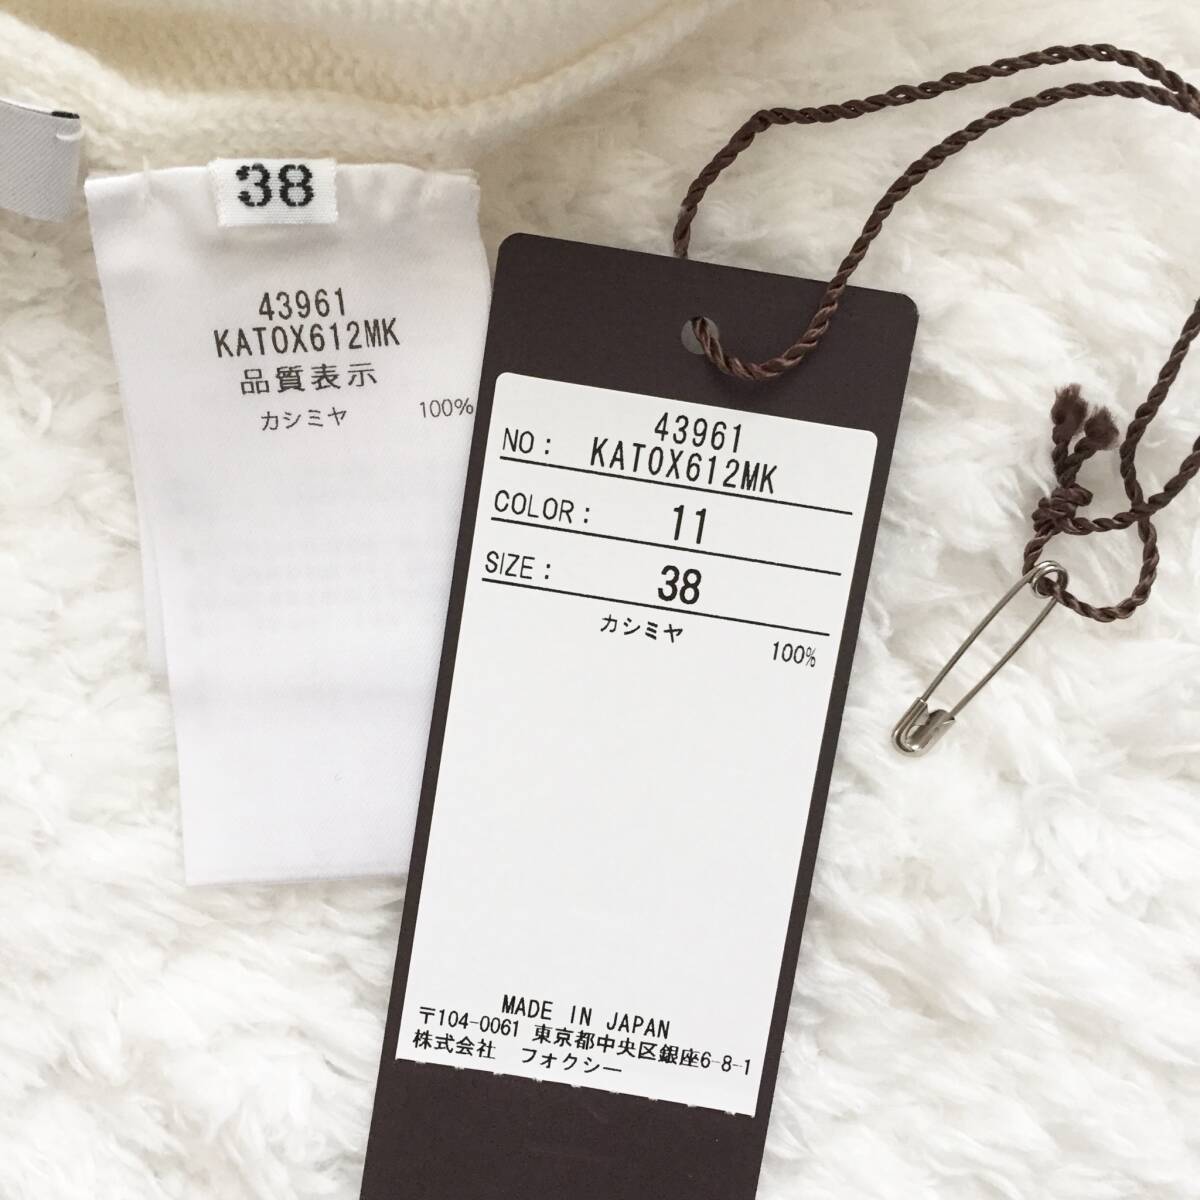 38
43961
KATOX612MK
品質表示
カシミヤ 100%
43961
NO: KATOX612MK
COLOR: 11
SIZE: 38
カシミヤ 100%
MADE IN JAPAN
〒104-0061 東京都中央区銀座6-8-1
株式会社 フォクシー